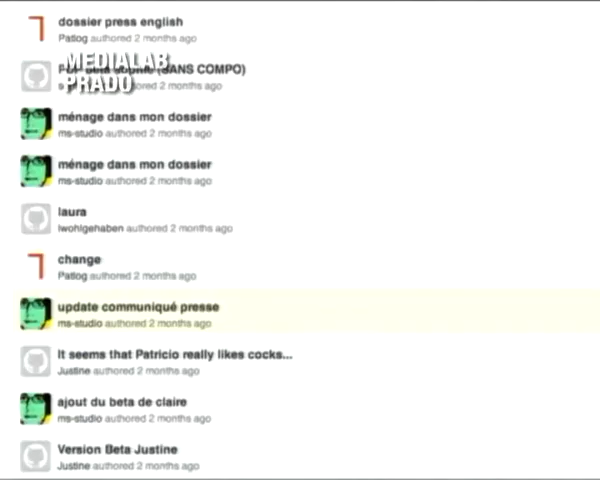 dossier press english
Patlog authored 2 months ago
MEDIALAB
PRADO
(SANS COMPO)
authored 2 months ago
ménage dans mon dossier
ms-studio authored 2 months ago
ménage dans mon dossier
ms-studio authored 2 months ago
laura
lwohlgehaben authored 2 months ago
change
Patlog authored 2 months ago
update communiqué presse
ms-studio authored 2 months ago
It seems that Patricio really likes cocks...
Justine authored 2 months ago
ajout du beta de claire
ms-studio authored 2 months ago
Version Beta Justine
Justine authored 2 months ago